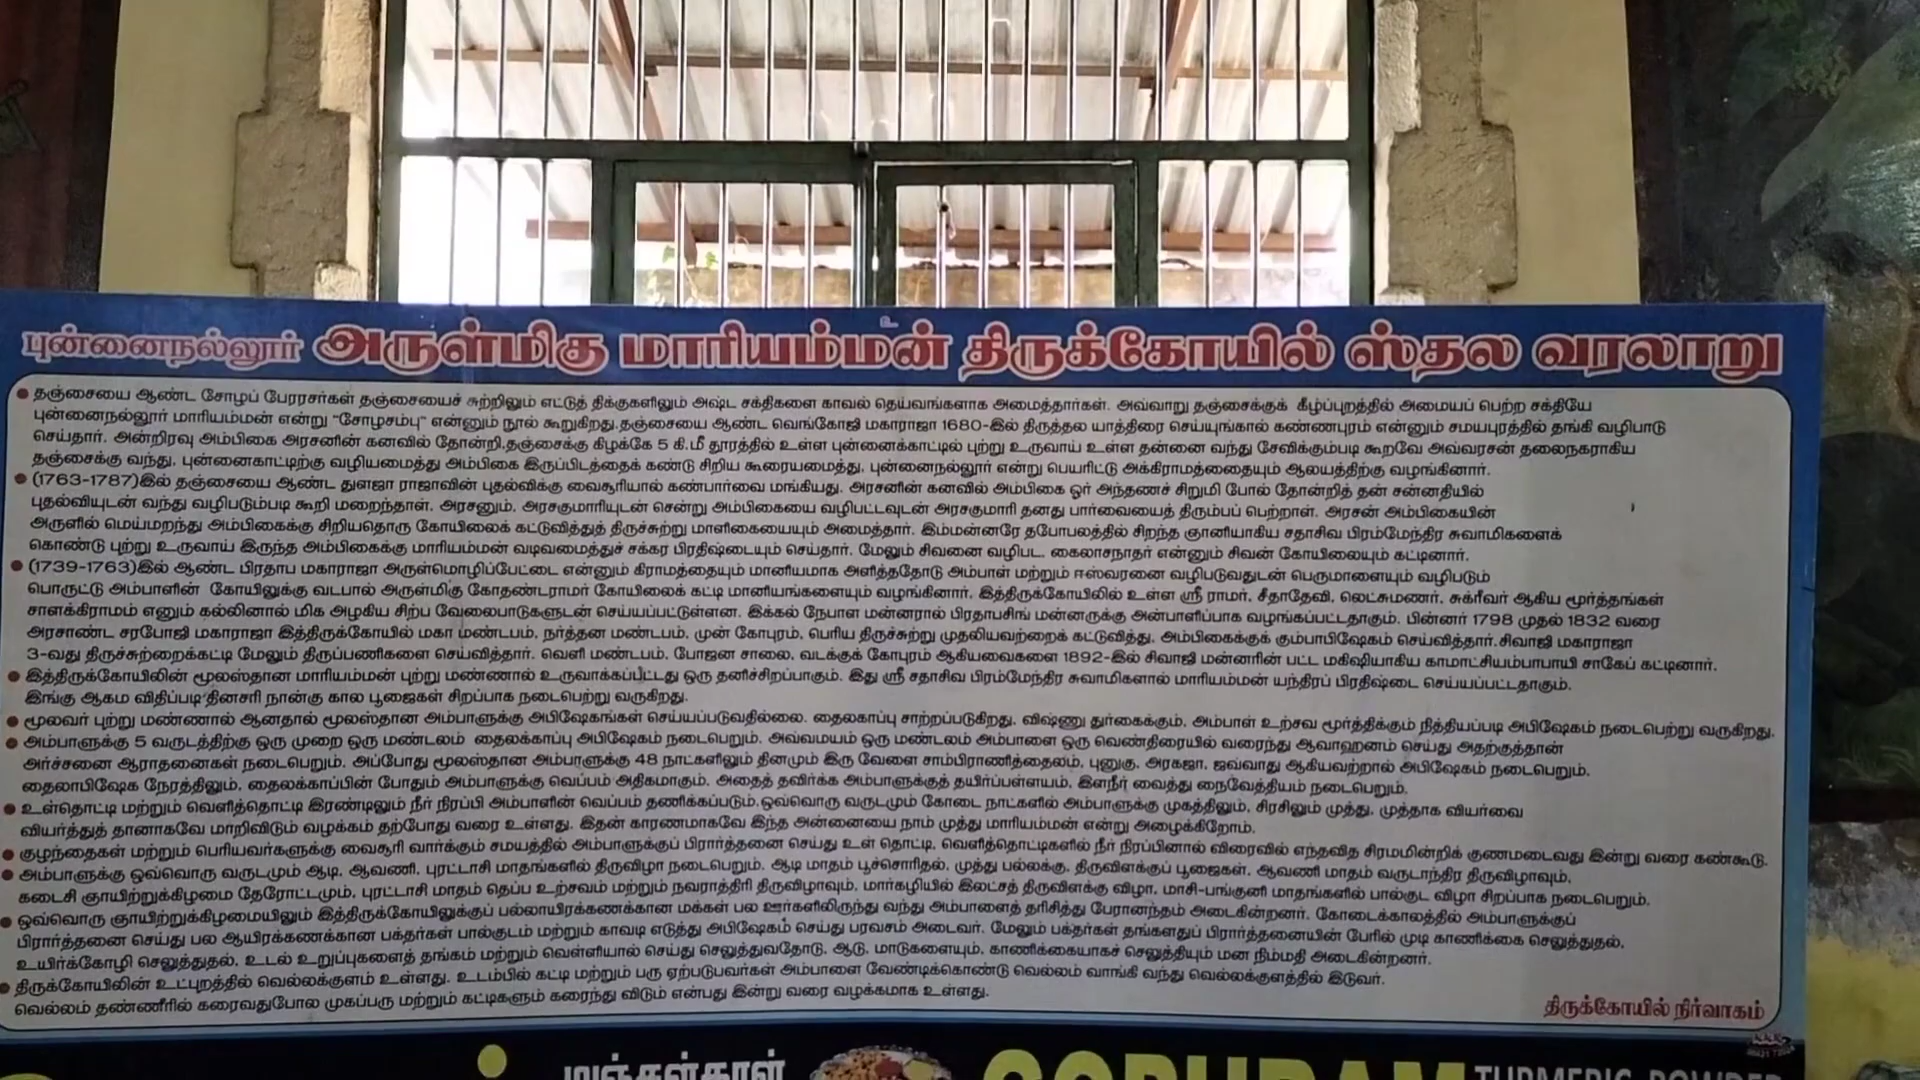 உ
புன்னைநல்லூர் அருள்மிகு மாரியம்மன் திருக்கோயில் ஸ்தல வரலாறு
• தஞ்சையை ஆண்ட சோழப் பேரரசர்கள் தஞ்சையைச் சுற்றிலும் எட்டுத் திக்குகளிலும் அஷ்ட சக்திகளை காவல் தெய்வங்களாக அமைத்தார்கள். அவ்வாறு தஞ்சைக்குக் கீழ்ப்புறத்தில் அமையப் பெற்ற சக்தியே
புன்னைநல்லூர் மாரியம்மன் என்று "சோழசம்பு" என்னும் நூல் கூறுகிறது.தஞ்சையை ஆண்ட வெங்கோஜி மகாராஜா 1680-இல் திருத்தல யாத்திரை செய்யுங்கால் கண்ணபுரம் என்னும் சமயபுரத்தில் தங்கி வழிபாடு
செய்தார். அன்றிரவு அம்பிகை அரசனின் கனவில் தோன்றி,தஞ்சைக்கு கிழக்கே 5 கி.மீ தூரத்தில் உள்ள புன்னைக்காட்டில் புற்று உருவாய் உள்ள தன்னை வந்து சேவிக்கும்படி கூறவே அவ்வரசன் தலைநகராகிய
தஞ்சைக்கு வந்து, புன்னைகாட்டிற்கு வழியமைத்து அம்பிகை இருப்பிடத்தைக் கண்டு சிறிய கூரையமைத்து, புன்னைநல்லூர் என்று பெயரிட்டு அக்கிராமத்தையும் ஆலயத்திற்கு வழங்கினார்.
• (1763-1787)இல் தஞ்சையை ஆண்ட துளஜா ராஜாவின் புதல்விக்கு வைசூரியால் கண்பார்வை மங்கியது. அரசனின் கனவில் அம்பிகை ஓர் அந்தணச் சிறுமி போல் தோன்றித் தன் சன்னதியில்
புதல்வியுடன் வந்து வழிபடும்படி கூறி மறைந்தாள். அரசனும், அரசகுமாரியுடன் சென்று அம்பிகையை வழிபட்டவுடன் அரசகுமாரி தனது பார்வையைத் திரும்பப் பெற்றாள். அரசன் அம்பிகையின்
அருளில் மெய்மறந்து அம்பிகைக்கு சிறியதொரு கோயிலைக் கட்டுவித்துத் திருச்சுற்று மாளிகையையும் அமைத்தார். இம்மன்னரே தபோபலத்தில் சிறந்த ஞானியாகிய சதாசிவ பிரம்மேந்திர சுவாமிகளைக்
கொண்டு புற்று உருவாய் இருந்த அம்பிகைக்கு மாரியம்மன் வடிவமைத்துச் சக்கர பிரதிஷ்டையும் செய்தார். மேலும் சிவனை வழிபட, கைலாசநாதர் என்னும் சிவன் கோயிலையும் கட்டினார்.
• (1739-1763)இல் ஆண்ட பிரதாப மகாராஜா அருள்மொழிப்பேட்டை என்னும் கிராமத்தையும் மானியமாக அளித்ததோடு அம்பாள் மற்றும் ஈஸ்வரனை வழிபடுவதுடன் பெருமாளையும் வழிபடும்
பொருட்டு அம்பாளின் கோயிலுக்கு வடபால் அருள்மிகு கோதண்டராமர் கோயிலைக் கட்டி மானியங்களையும் வழங்கினார். இத்திருக்கோயிலில் உள்ள ஸ்ரீ ராமர், சீதாதேவி, லெட்சுமணர், சுக்ரீவர் ஆகிய மூர்த்தங்கள்
சாளக்கிராமம் எனும் கல்லினால் மிக அழகிய சிற்ப வேலைபாடுகளுடன் செய்யப்பட்டுள்ளன. இக்கல் நேபாள மன்னரால் பிரதாபசிங் மன்னருக்கு அன்பளிப்பாக வழங்கப்பட்டதாகும். பின்னர் 1798 முதல் 1832 வரை
அரசாண்ட சரபோஜி மகாராஜா இத்திருக்கோயில் மகா மண்டபம், நர்த்தன மண்டபம், முன் கோபுரம், பெரிய திருச்சுற்று முதலியவற்றைக் கட்டுவித்து, அம்பிகைக்குக் கும்பாபிஷேகம் செய்வித்தார்.சிவாஜி மகாராஜா
3-வது திருச்சுற்றைக்கட்டி மேலும் திருப்பணிகளை செய்வித்தார். வெளி மண்டபம், போஜன சாலை, வடக்குக் கோபுரம் ஆகியவைகளை 1892-இல் சிவாஜி மன்னரின் பட்ட மகிஷியாகிய காமாட்சியம்பாபாயி சாகேப் கட்டினார்.
• இத்திருக்கோயிலின் மூலஸ்தான மாரியம்மன் புற்று மண்ணால் உருவாக்கப்பட்டது ஒரு தனிச்சிறப்பாகும். இது ஸ்ரீ சதாசிவ பிரம்மேந்திர சுவாமிகளால் மாரியம்மன் யந்திரப் பிரதிஷ்டை செய்யப்பட்டதாகும்.
இங்கு ஆகம விதிப்படி தினசரி நான்கு கால பூஜைகள் சிறப்பாக நடைபெற்று வருகிறது.
• மூலவர் புற்று மண்ணால் ஆனதால் மூலஸ்தான அம்பாளுக்கு அபிஷேகங்கள் செய்யப்படுவதில்லை. தைலகாப்பு சாற்றப்படுகிறது. விஷ்ணு துர்கைக்கும், அம்பாள் உற்சவ மூர்த்திக்கும் நித்தியப்படி அபிஷேகம் நடைபெற்று வருகிறது.
• அம்பாளுக்கு 5 வருடத்திற்கு ஒரு முறை ஒரு மண்டலம் தைலக்காப்பு அபிஷேகம் நடைபெறும். அவ்வமயம் ஒரு மண்டலம் அம்பாளை ஒரு வெண்திரையில் வரைந்து ஆவாஹனம் செய்து அதற்குத்தான்
அர்ச்சனை ஆராதனைகள் நடைபெறும். அப்போது மூலஸ்தான அம்பாளுக்கு 48 நாட்களிலும் தினமும் இரு வேளை சாம்பிராணித்தைலம், புனுகு, அரகஜா, ஜவ்வாது ஆகியவற்றால் அபிஷேகம் நடைபெறும்.
தைலாபிஷேக நேரத்திலும், தைலக்காப்பின் போதும் அம்பாளுக்கு வெப்பம் அதிகமாகும். அதைத் தவிர்க்க அம்பாளுக்குத் தயிர்ப்பள்ளயம், இளநீர் வைத்து நைவேத்தியம் நடைபெறும்.
• உள்தொட்டி மற்றும் வெளித்தொட்டி இரண்டிலும் நீர் நிரப்பி அம்பாளின் வெப்பம் தணிக்கப்படும்.ஒவ்வொரு வருடமும் கோடை நாட்களில் அம்பாளுக்கு முகத்திலும், சிரசிலும் முத்து, முத்தாக வியர்வை
வியர்த்துத் தானாகவே மாறிவிடும் வழக்கம் தற்போது வரை உள்ளது. இதன் காரணமாகவே இந்த அன்னையை நாம் முத்து மாரியம்மன் என்று அழைக்கிறோம்.
• குழந்தைகள் மற்றும் பெரியவர்களுக்கு வைசூரி வார்க்கும் சமயத்தில் அம்பாளுக்குப் பிரார்த்தனை செய்து உள் தொட்டி, வெளித்தொட்டிகளில் நீர் நிரப்பினால் விரைவில் எந்தவித சிரமமின்றிக் குணமடைவது இன்று வரை கண்கூடு.
• அம்பாளுக்கு ஒவ்வொரு வருடமும் ஆடி, ஆவணி, புரட்டாசி மாதங்களில் திருவிழா நடைபெறும். ஆடி மாதம் பூச்சொரிதல், முத்து பல்லக்கு, திருவிளக்குப் பூஜைகள், ஆவணி மாதம் வருடாந்திர திருவிழாவும்,
கடைசி ஞாயிற்றுக்கிழமை தேரோட்டமும், புரட்டாசி மாதம் தெப்ப உற்சவம் மற்றும் நவராத்திரி திருவிழாவும், மார்கழியில் இலட்சத் திருவிளக்கு விழா, மாசி-பங்குனி மாதங்களில் பால்குட விழா சிறப்பாக நடைபெறும்.
• ஒவ்வொரு ஞாயிற்றுக்கிழமையிலும் இத்திருக்கோயிலுக்குப் பல்லாயிரக்கணக்கான மக்கள் பல ஊர்களிலிருந்து வந்து அம்பாளைத் தரிசித்து பேரானந்தம் அடைகின்றனர். கோடைக்காலத்தில் அம்பாளுக்குப்
பிரார்த்தனை செய்து பல ஆயிரக்கணக்கான பக்தர்கள் பால்குடம் மற்றும் காவடி எடுத்து அபிஷேகம் செய்து பரவசம் அடைவர். மேலும் பக்தர்கள் தங்களதுப் பிரார்த்தனையின் பேரில் முடி காணிக்கை செலுத்துதல்,
உயிர்க்கோழி செலுத்துதல், உடல் உறுப்புகளைத் தங்கம் மற்றும் வெள்ளியால் செய்து செலுத்துவதோடு, ஆடு, மாடுகளையும், காணிக்கையாகச் செலுத்தியும் மன நிம்மதி அடைகின்றனர்.
• திருக்கோயிலின் உட்புறத்தில் வெல்லக்குளம் உள்ளது. உடம்பில் கட்டி மற்றும் பரு ஏற்படுபவர்கள் அம்பாளை வேண்டிக்கொண்டு வெல்லம் வாங்கி வந்து வெல்லக்குளத்தில் இடுவர்.
வெல்லம் தண்ணீரில் கரைவதுபோல முகப்பரு மற்றும் கட்டிகளும் கரைந்து விடும் என்பது இன்று வரை வழக்கமாக உள்ளது.
திருக்கோயில் நிர்வாகம்
மஞ்சள்தூள் GOPURAM TURMERIC POWDER